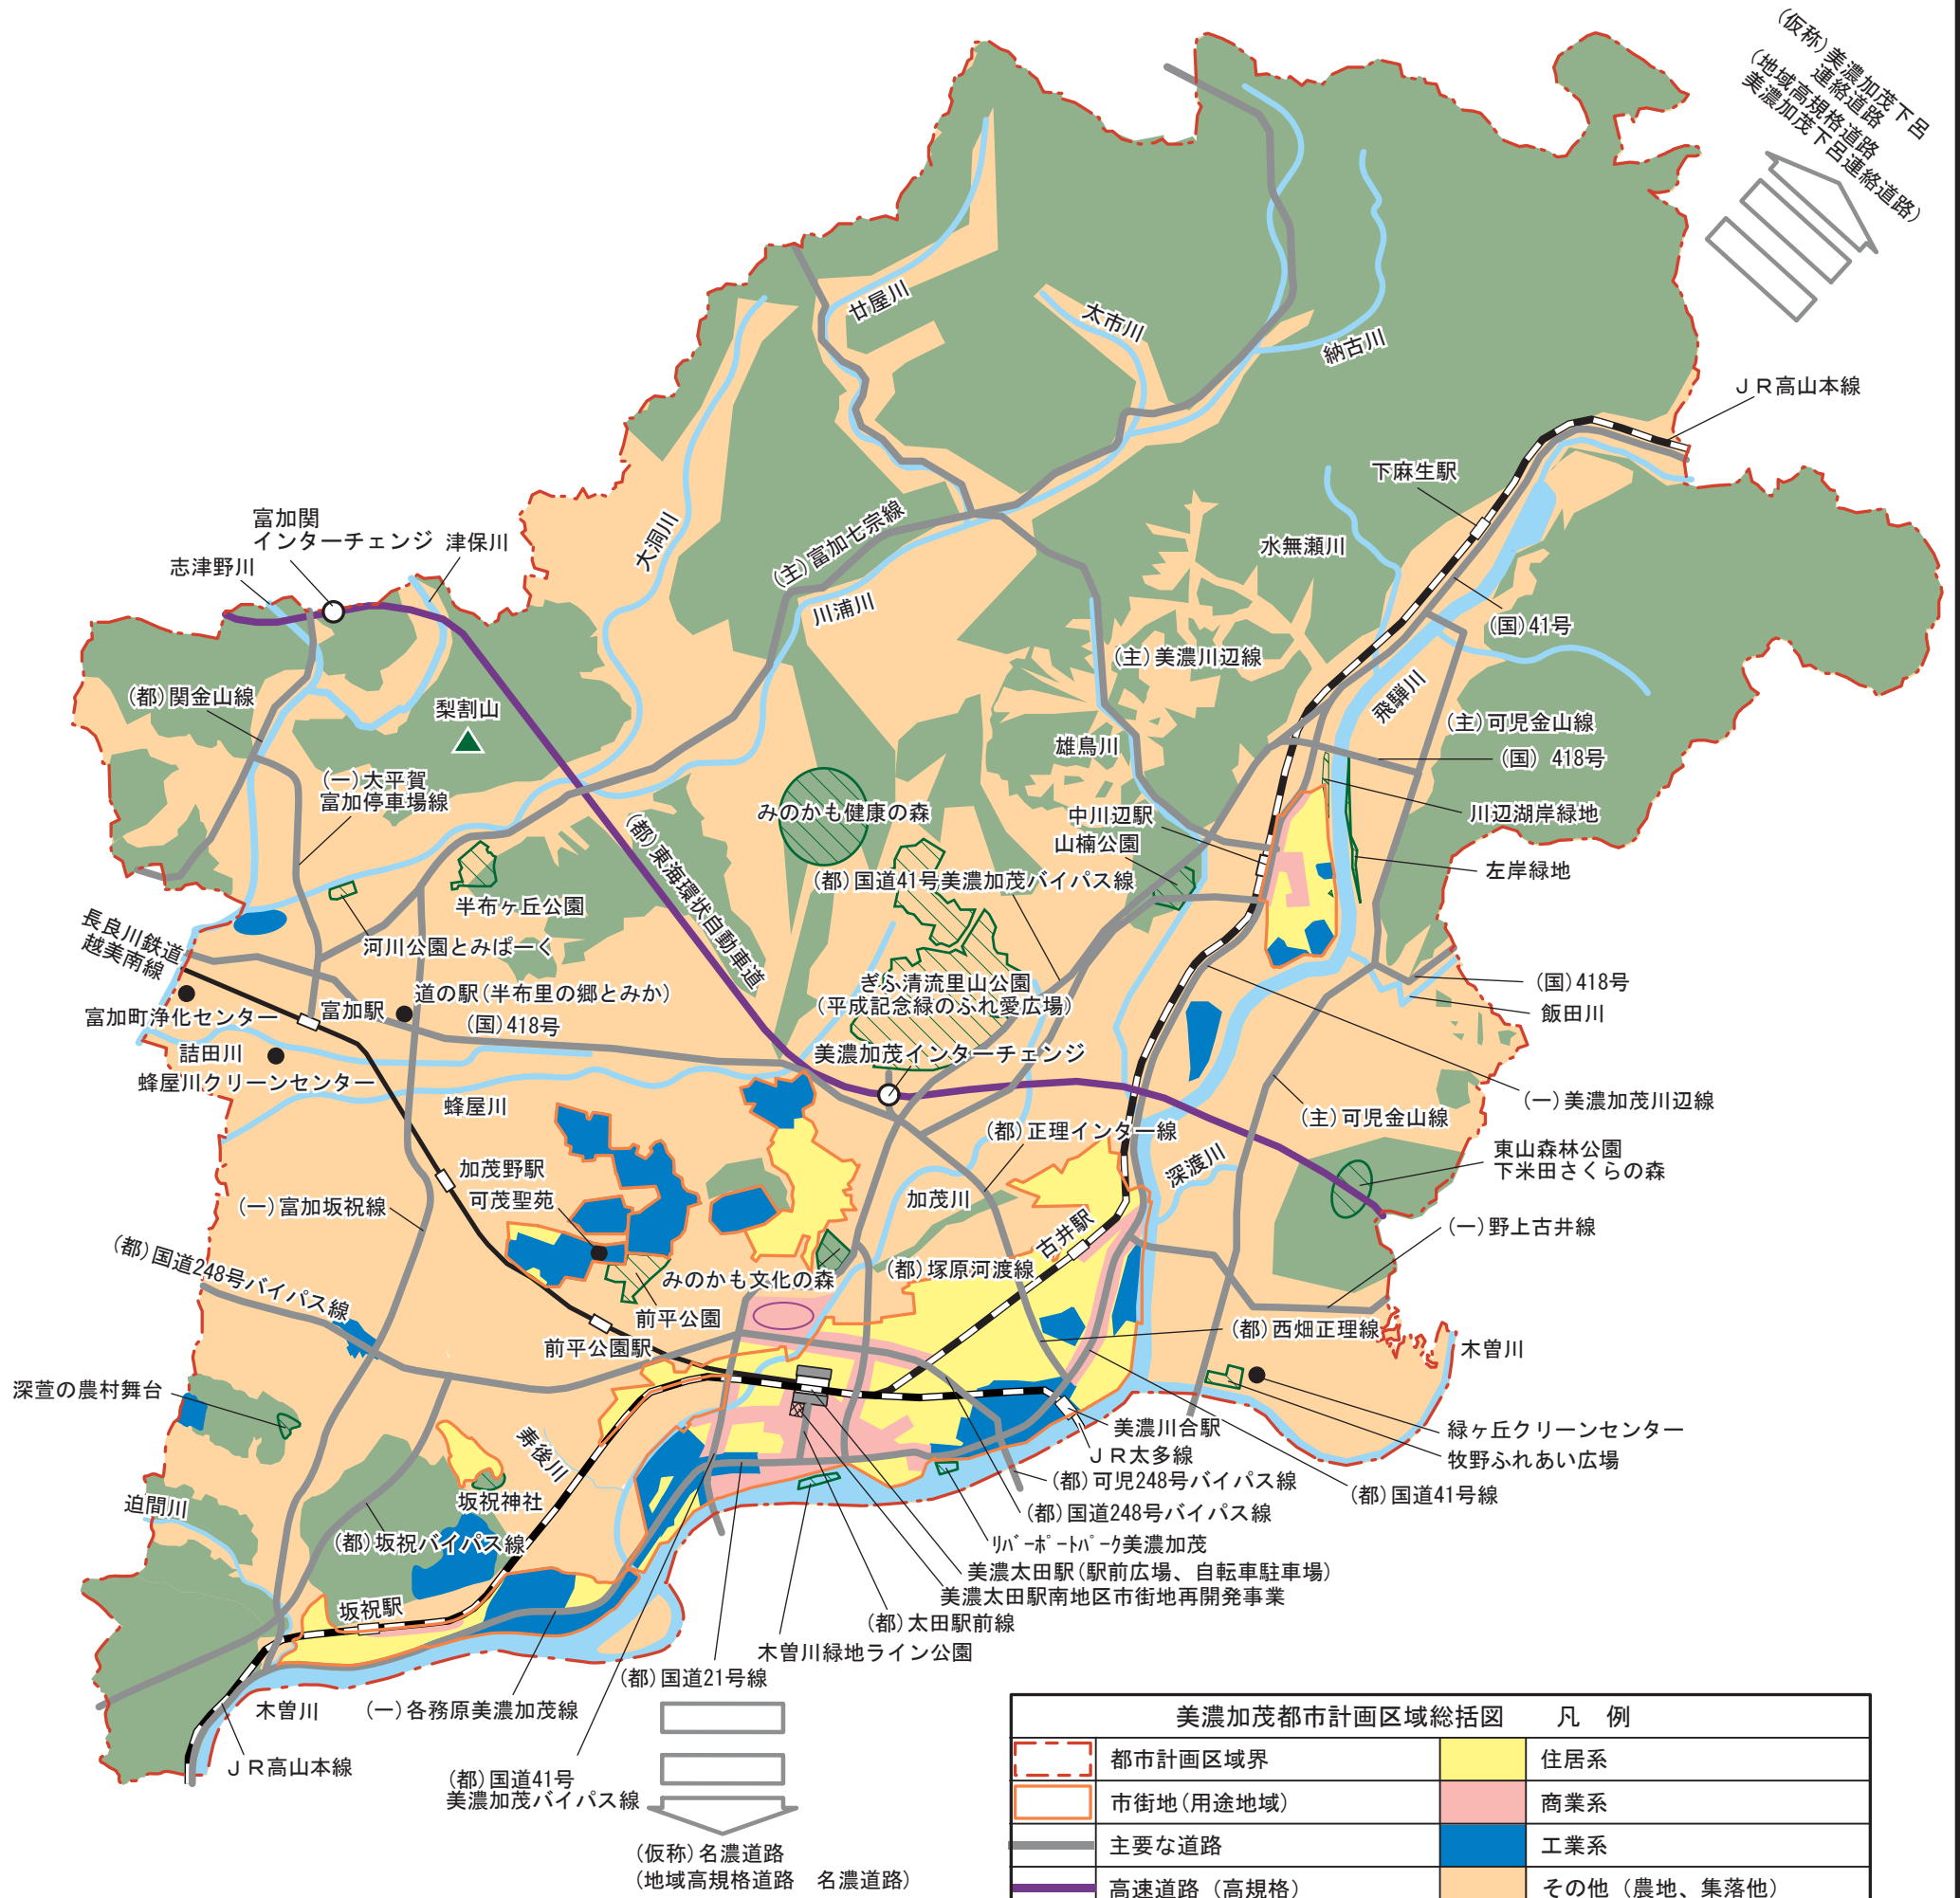 (仮称)美濃加茂下呂
連絡道路
(地域高規格道路
美濃加茂下呂連絡道路)
廿屋川
太市川
納古川
JR高山本線
下麻生駅
富加関
インターチェンジ
津保川
志津野川
大洞川
(主)富加七宗線
水無瀬川
川浦川
(国)41号
(主)美濃川辺線
(都)関金山線
梨割山
飛騨川
(主)可児金山線
雄鳥川
(国) 418号
(一)大平賀
富加停車場線
みのかも健康の森
中川辺駅
川辺湖岸緑地
(都)東海環状自動車道
山楠公園
左岸緑地
(都)国道41号美濃加茂バイパス線
半布ヶ丘公園
長良川鉄道
越美南線
河川公園とみぱーく
ぎふ清流里山公園
(平成記念緑のふれ愛広場)
(国)418号
道の駅(半布里の郷とみか)
富加駅
富加町浄化センター
(国)418号
飯田川
詰田川
美濃加茂インターチェンジ
蜂屋川クリーンセンター
蜂屋川
(一)美濃加茂川辺線
(主)可児金山線
(都)正理インター線
東山森林公園
下米田さくらの森
加茂野駅
深渡川
可茂聖苑
加茂川
(一)富加坂祝線
古井駅
(一)野上古井線
(都)国道248号バイパス線
みのかも文化の森
(都)塚原河渡線
前平公園
(都)西畑正理線
前平公園駅
木曽川
深萱の農村舞台
美濃川合駅
緑ヶ丘クリーンセンター
寿後川
JR太多線
牧野ふれあい広場
(都)可児248号バイパス線
坂祝神社
(都)国道41号線
迫間川
(都)国道248号バイパス線
(都)坂祝バイパス線
リバーポートパーク美濃加茂
美濃太田駅(駅前広場、自転車駐車場)
美濃太田駅南地区市街地再開発事業
坂祝駅
(都)太田駅前線
木曽川緑地ライン公園
(都)国道21号線
木曽川
(一)各務原美濃加茂線
JR高山本線
(都)国道41号
美濃加茂バイパス線
(仮称)名濃道路
(地域高規格道路 名濃道路)
美濃加茂都市計画区域総括図 凡 例
都市計画区域界
住居系
市街地(用途地域)
商業系
主要な道路
工業系
高速道路(高規格)
その他(農地、集落他)